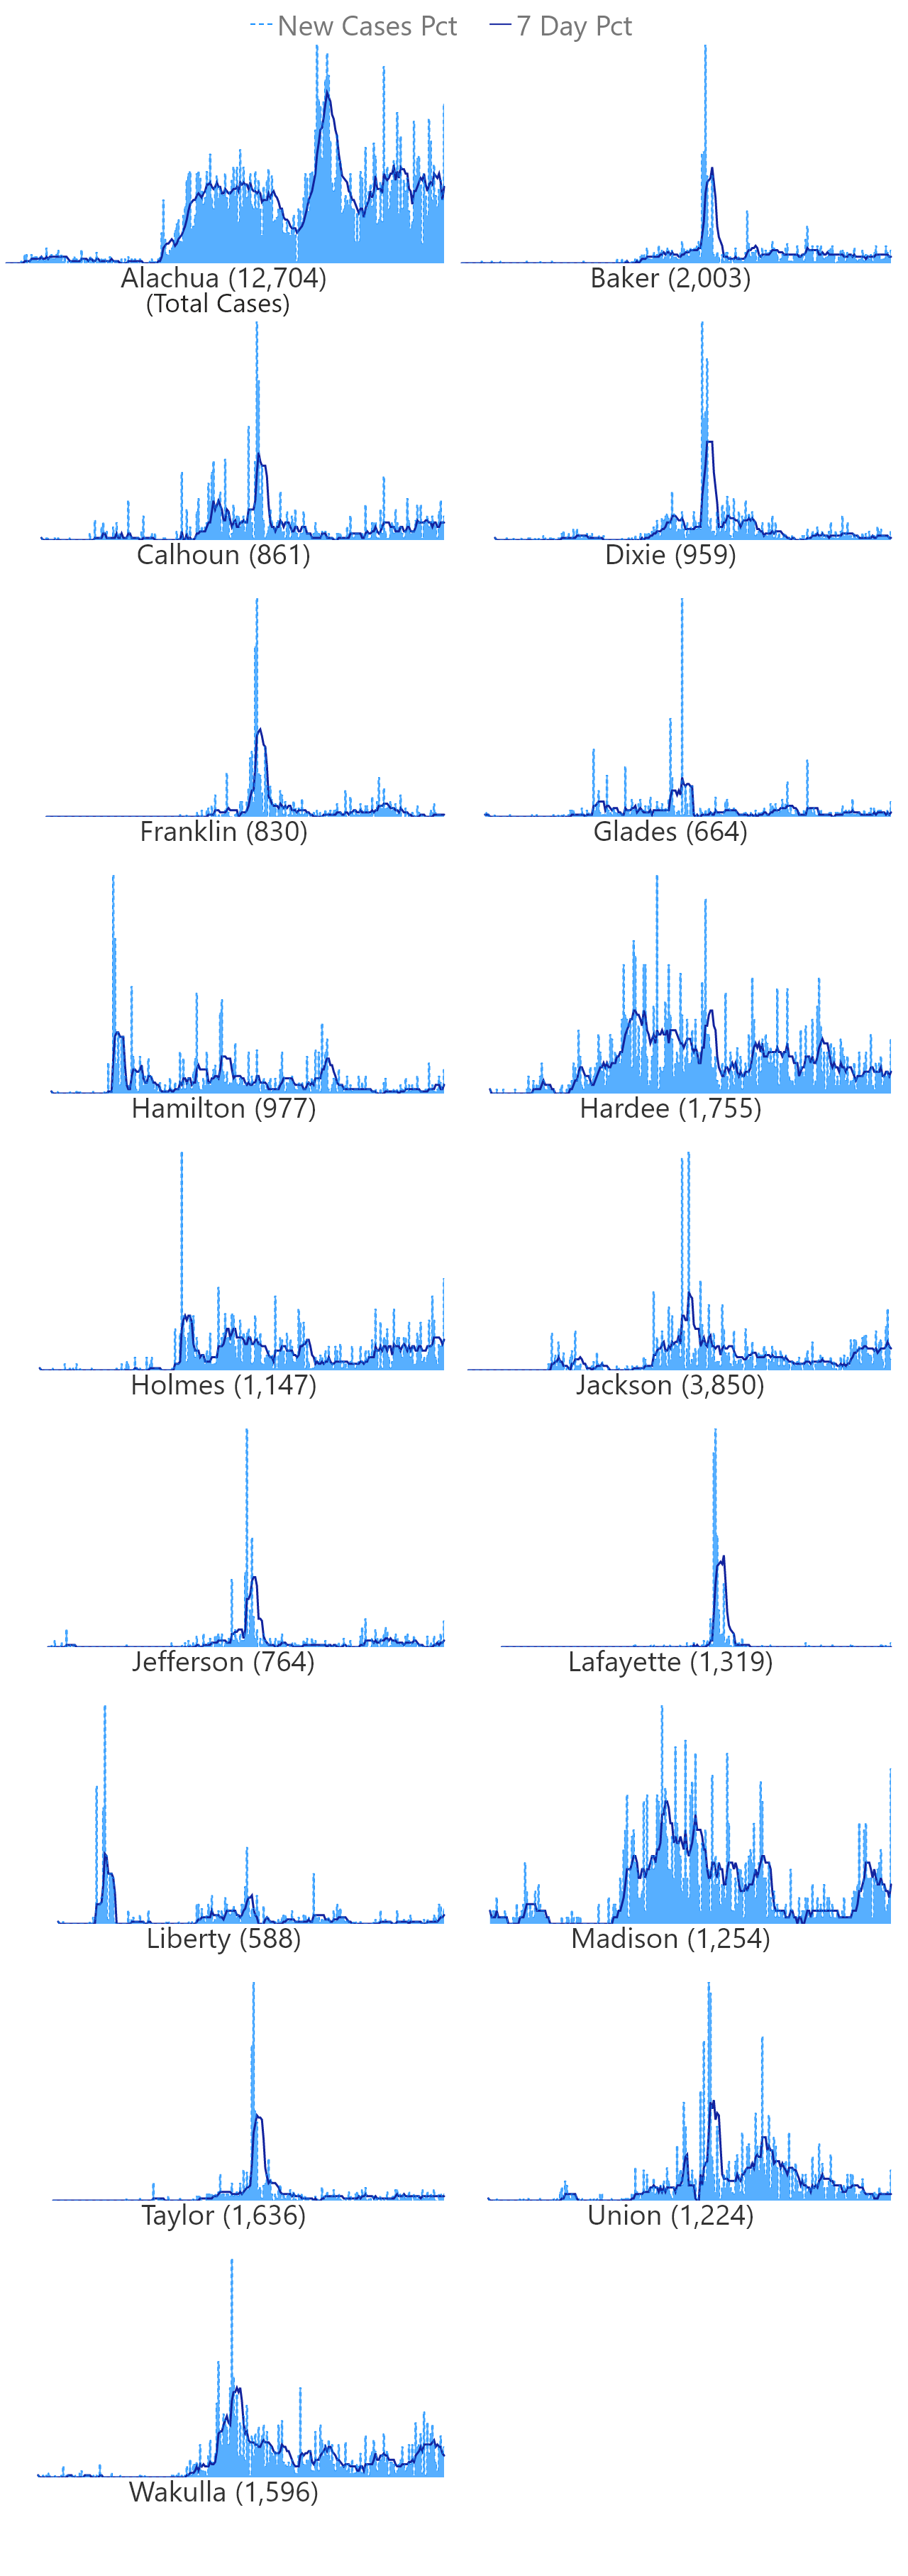 New Cases Pct 7 Day Pct
Alachua (12,704)
(Total Cases)
Baker (2,003)
Calhoun (861)
Dixie (959)
Franklin (830)
Glades (664)
Hamilton (977)
Hardee (1,755)
Holmes (1,147)
Jackson (3,850)
Jefferson (764)
Lafayette (1,319)
Liberty (588)
Madison (1,254)
Taylor (1,636)
Union (1,224)
Wakulla (1,596)